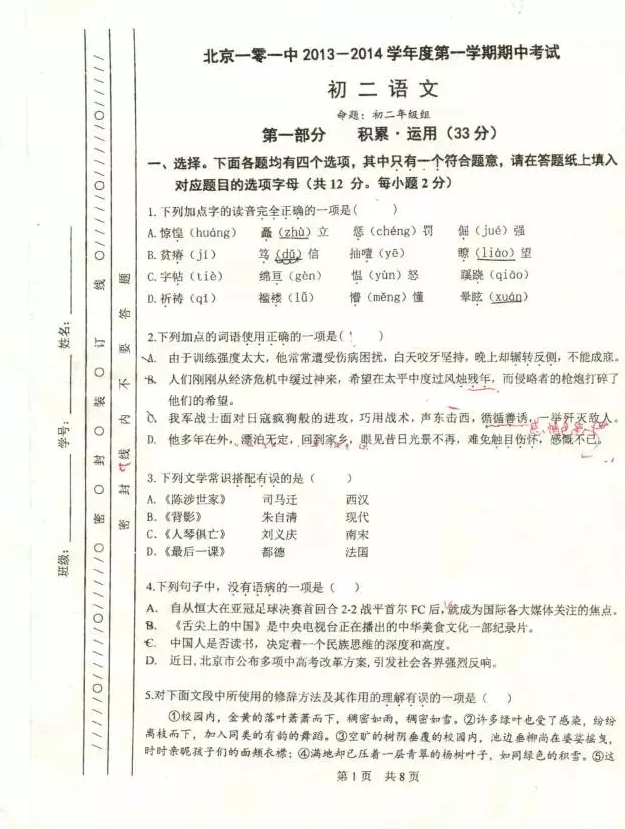 北京一零一中 2013－2014 学年度第一学期期中考试
初 二 语 文
命题：初二年级组
第一部分 积累·运用（33 分）
一、选择。下面各题均有四个选项，其中只有一个符合题意，请在答题纸上填入
对应题目的选项字母（共 12 分。每小题 2 分）
1. 下列加点字的读音完全正确的一项是（ ）
A. 惊惶（huáng） 矗（zhù）立 惩（chéng）罚 倔（jué）强
B. 贫瘠（jí） 笃（dǔ）信 抽噎（yē） 瞭（liào）望
C. 字帖（tiè） 绵亘（gèn） 愠（yùn）怒 蹊跷（qiāo）
D. 祈祷（qí） 褴褛（lǚ） 懵（měng）懂 晕眩（xuán）
2.下列加点的词语使用正确的一项是（ ）
A. 由于训练强度太大，他常常遭受伤病困扰，白天咬牙坚持，晚上却辗转反侧，不能成寐。
B. 人们刚刚从经济危机中缓过神来，希望在太平中度过风烛残年，而侵略者的枪炮打碎了
他们的希望。
C. 我军战士面对日寇疯狗般的进攻，巧用战术，声东击西，循循善诱，一举歼灭敌人。
D. 他多年在外，漂泊无定，回到家乡，眼见昔日光景不再，难免触目伤怀，感慨不已。
3. 下列文学常识搭配有误的是（ ）
A. 《陈涉世家》 司马迁 西汉
B. 《背影》 朱自清 现代
C. 《人琴俱亡》 刘义庆 南宋
D. 《最后一课》 都德 法国
4.下列句子中，没有语病的一项是（ ）
A. 自从恒大在亚冠足球决赛首回合 2-2 战平首尔 FC 后，就成为国际各大媒体关注的焦点。
B. 《舌尖上的中国》是中央电视台正在播出的中华美食文化一部纪录片。
C. 中国人是否读书，决定着一个民族思维的深度和高度。
D. 近日,北京市公布多项中高考改革方案,引发社会各界强烈反响。
5.对下面文段中所使用的修辞方法及其作用的理解有误的一项是（ ）
①校园内，金黄的落叶萧萧而下，稠密如雨，稠密如雪。②许多绿叶也受了感染，纷纷
离枝而下，加入同类的有韵的舞蹈。③空旷的树阴垂覆的校园内，池边垂柳尚在婆娑摇曳，
时时亲昵孩子们的面颊衣襟；④满地却已压着一层青翠的杨树叶子，如同绿色的积雪。⑤这
第 1 页 共 8 页
班级： 学号： 姓名：
密 封 线 内 不 要 答 题
密 封 装 订 线